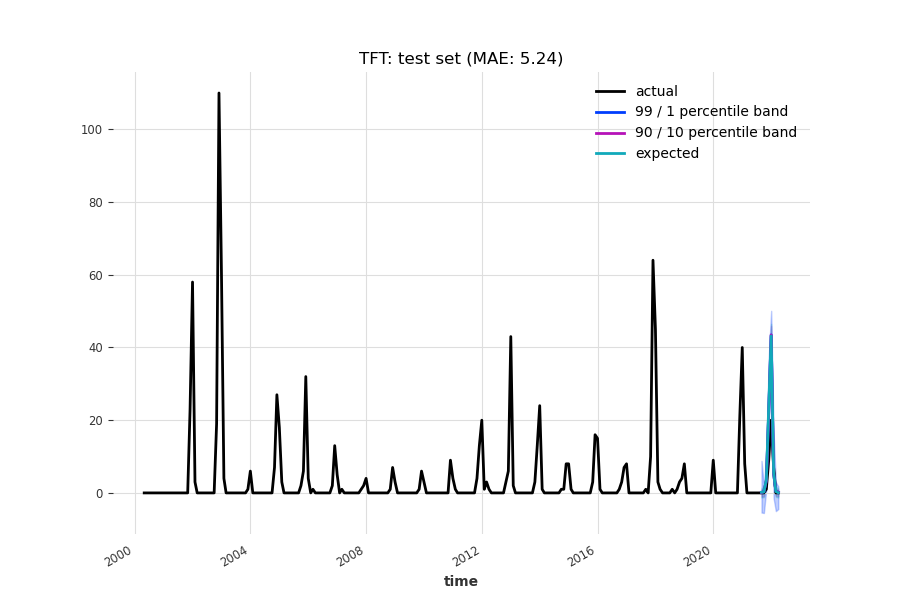 TFT: test set (MAE: 5.24)
actual
99 / 1 percentile band
90 / 10 percentile band
expected
100
80
60
40
20
0
2000
2004
2008
2012
2016
2020
time